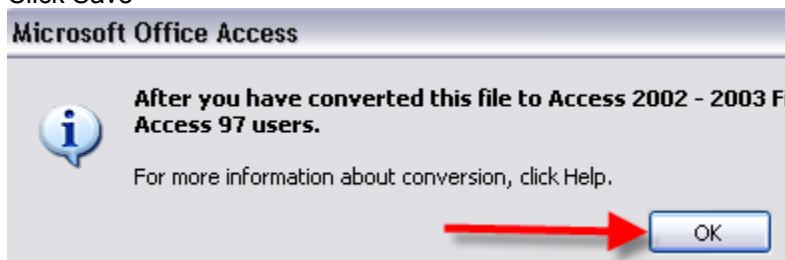 Click Save
Microsoft Office Access
After you have converted this file to Access 2002 - 2003 Fi
Access 97 users.
For more information about conversion, click Help.
OK